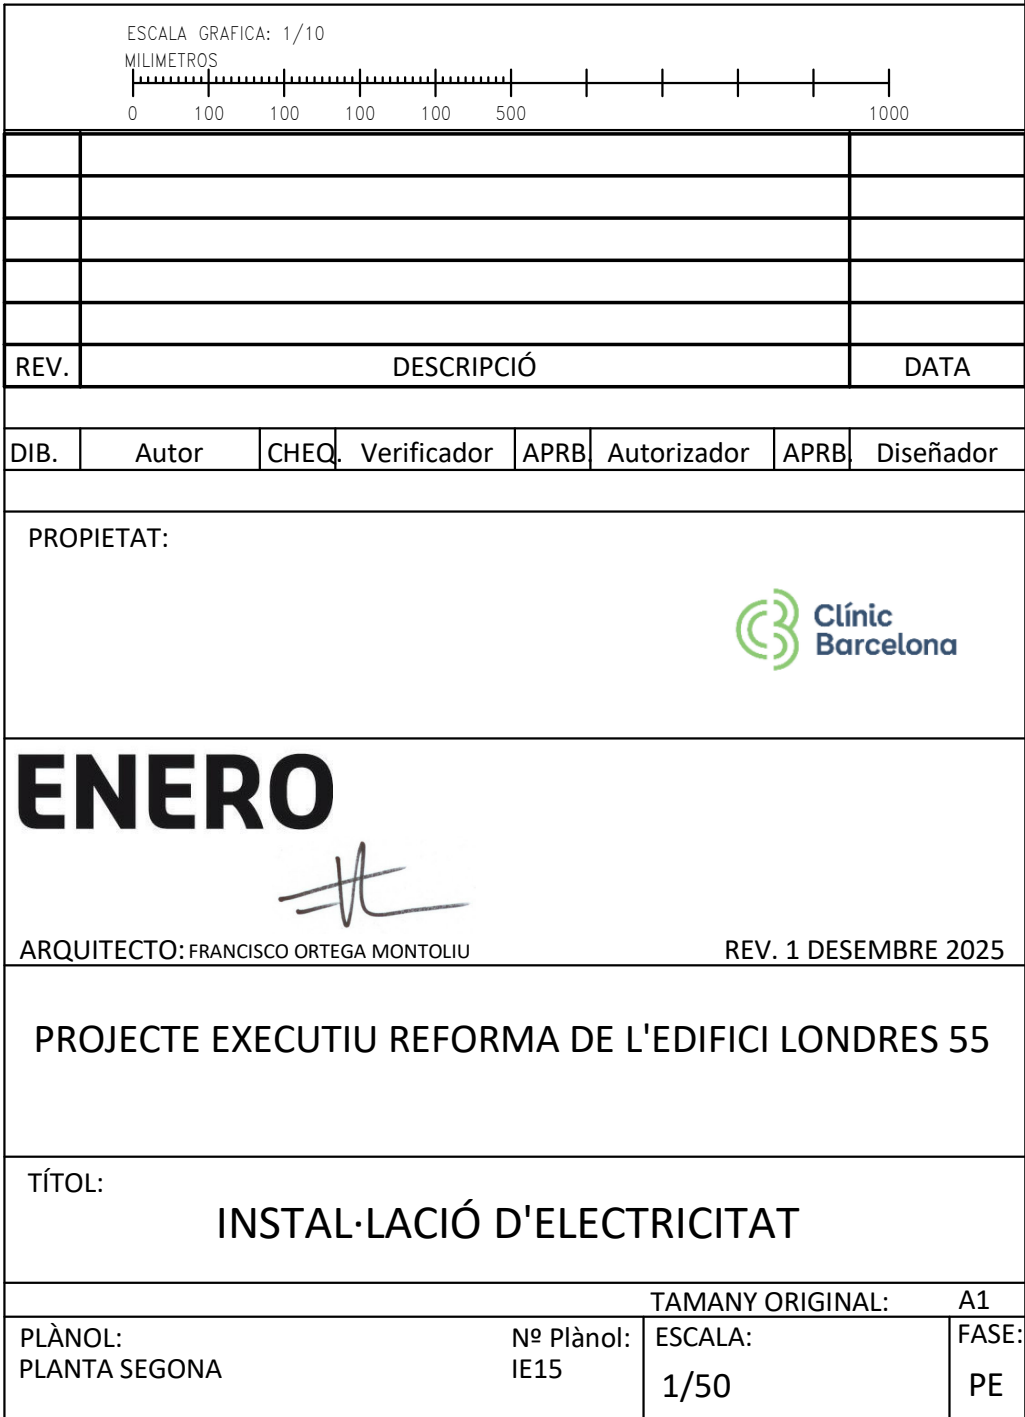 ESCALA GRAFICA: 1/10
MILIMETROS
0 100 100 100 100 500 1000
REV. DESCRIPCIÓ DATA
DIB. Autor CHEQ. Verificador APRB. Autorizador APRB. Diseñador
PROPIETAT:
Clínic
Barcelona
ENERO
ARQUITECTO: FRANCISCO ORTEGA MONTOLIU REV. 1 DESEMBRE 2025
PROJECTE EXECUTIU REFORMA DE L'EDIFICI LONDRES 55
TÍTOL:
INSTAL·LACIÓ D'ELECTRICITAT
TAMANY ORIGINAL: A1
PLÀNOL: Nº Plànol: ESCALA: FASE:
PLANTA SEGONA IE15 1/50 PE